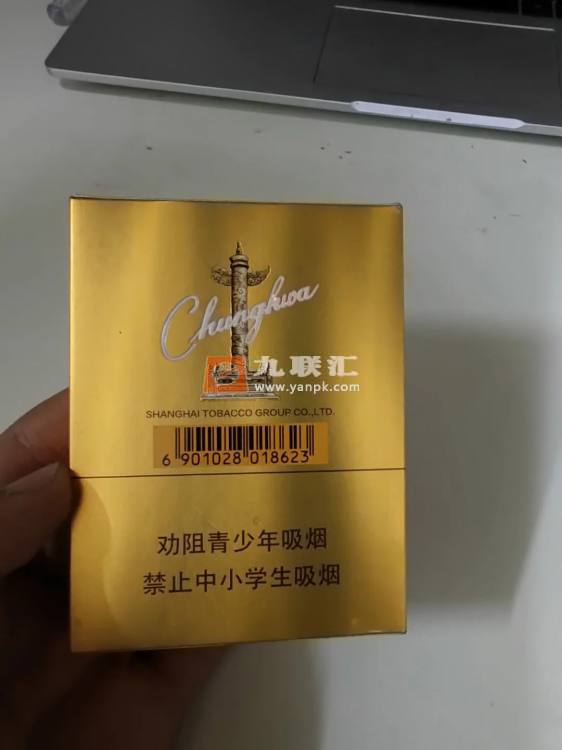 Chunghwa
九联汇
www.yanpk.com
SHANGHAI TOBACCO GROUP CO.,LTD.
6 901028 018623
劝阻青少年吸烟
禁止中小学生吸烟